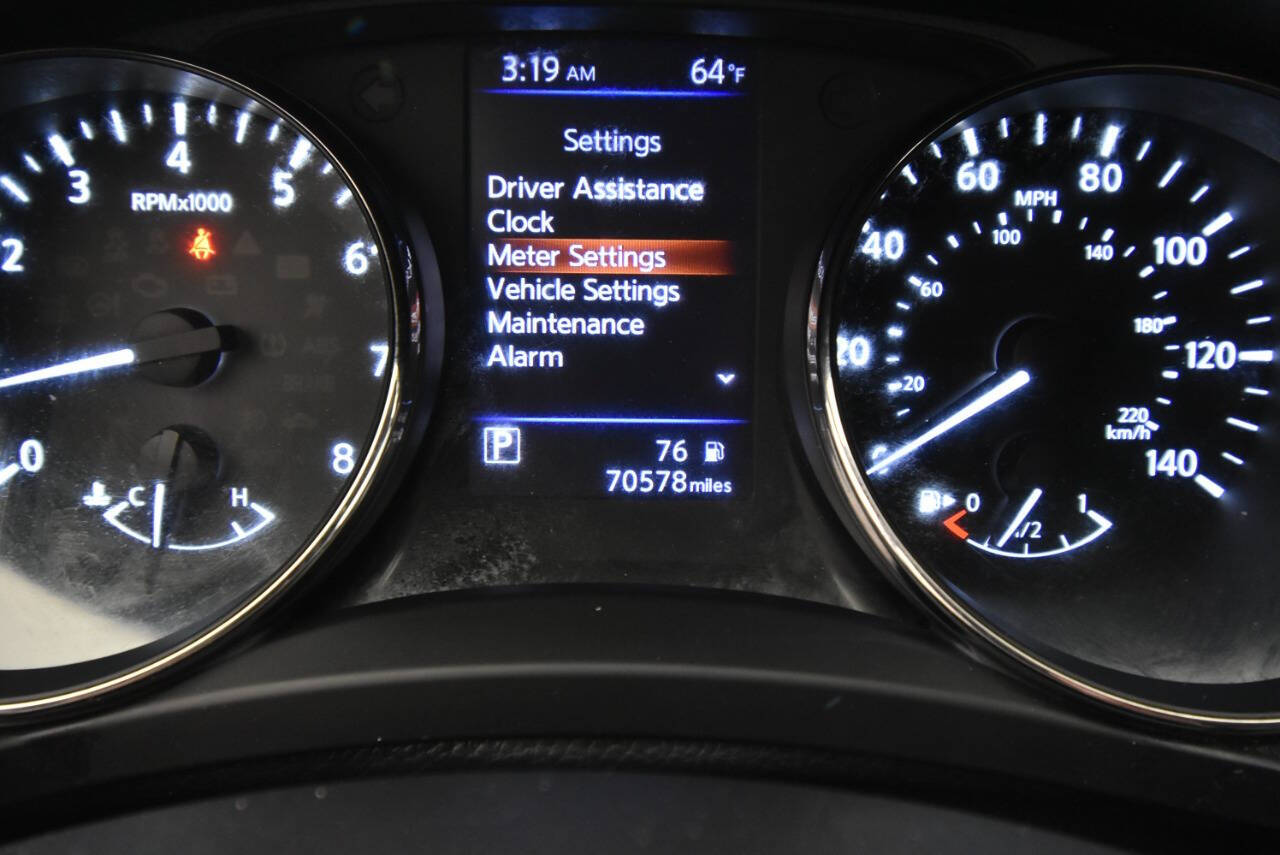 3:19 AM 64°F
Settings
Driver Assistance
Clock
Meter Settings
Vehicle Settings
Maintenance
Alarm
P 76
70578 miles
0 2 3 4 5 6 7 8
RPMx1000
C H
20 40 60 80 100 120 140
MPH
20 60 100 140 180 220
km/h
0 1/2 1